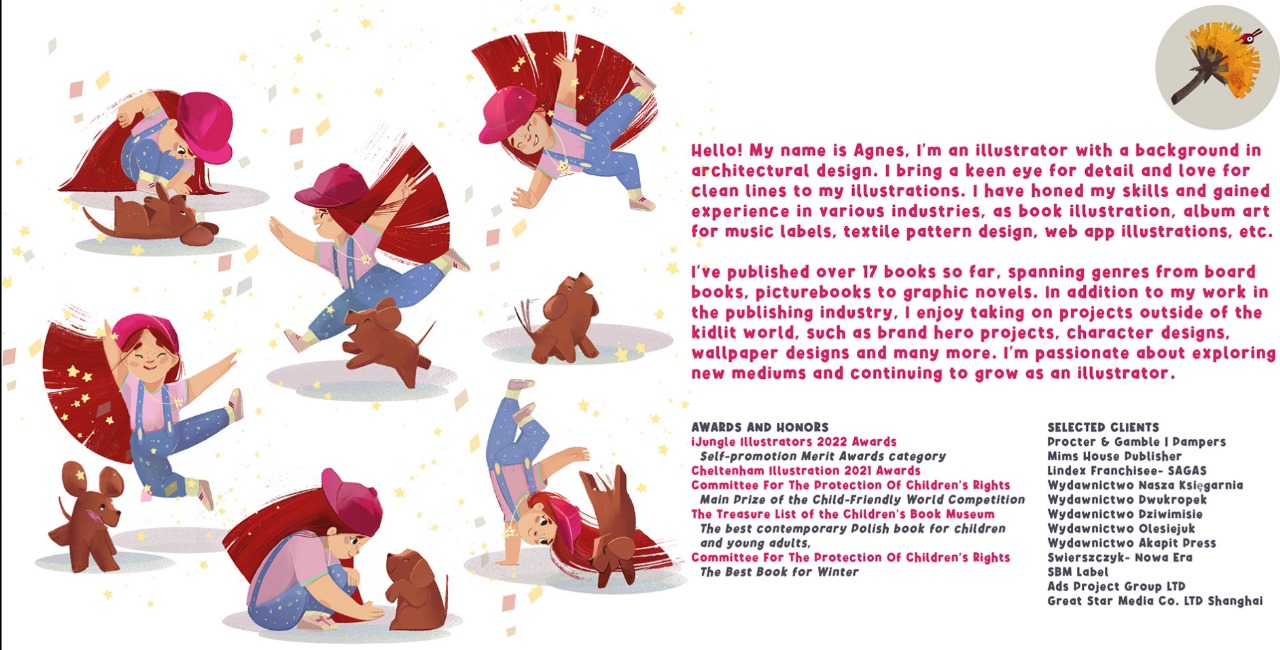 Hello! My name is Agnes, I'm an illustrator with a background in
architectural design. I bring a keen eye for detail and love for
clean lines to my illustrations. I have honed my skills and gained
experience in various industries, as book illustration, album art
for music labels, textile pattern design, web app illustrations, etc.
I've published over 17 books so far, spanning genres from board
books, picturebooks to graphic novels. In addition to my work in
the publishing industry, I enjoy taking on projects outside of the
kidlit world, such as brand hero projects, character designs,
wallpaper designs and many more. I'm passionate about exploring
new mediums and continuing to grow as an illustrator.
AWARDS AND HONORS
iJungle Illustrators 2022 Awards
Self-promotion Merit Awards category
Cheltenham Illustration 2021 Awards
Committee For The Protection Of Children's Rights
Main Prize of the Child-Friendly World Competition
The Treasure List of the Children's Book Museum
The best contemporary Polish book for children
and young adults,
Committee For The Protection Of Children's Rights
The Best Book for Winter
SELECTED CLIENTS
Procter & Gamble | Pampers
Mims House Publisher
Lindex Franchisee- SAGAS
Wydawnictwo Nasza Księgarnia
Wydawnictwo Dwukropek
Wydawnictwo Dziwimisie
Wydawnictwo Olesiejuk
Wydawnictwo Akapit Press
Swierszczyk- Nowa Era
SBM Label
Ads Project Group LTD
Great Star Media Co. LTD Shanghai